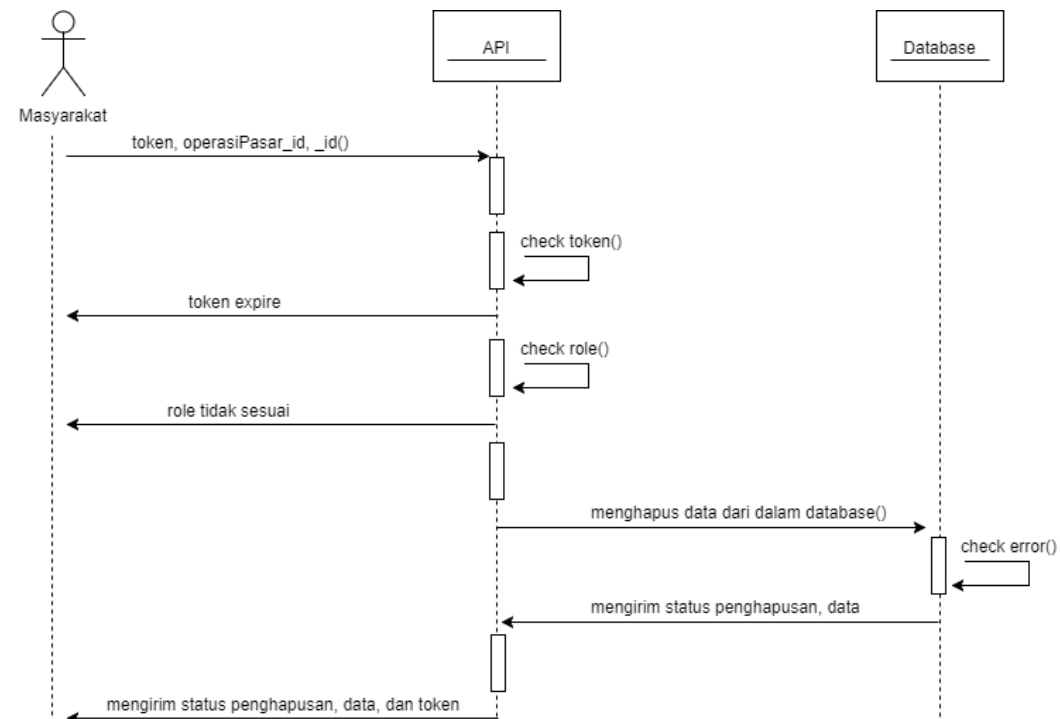 API
Database
Masyarakat
token, operasiPasar_id, _id()
check token()
token expire
check role()
role tidak sesuai
menghapus data dari dalam database()
check error()
mengirim status penghapusan, data
mengirim status penghapusan, data, dan token